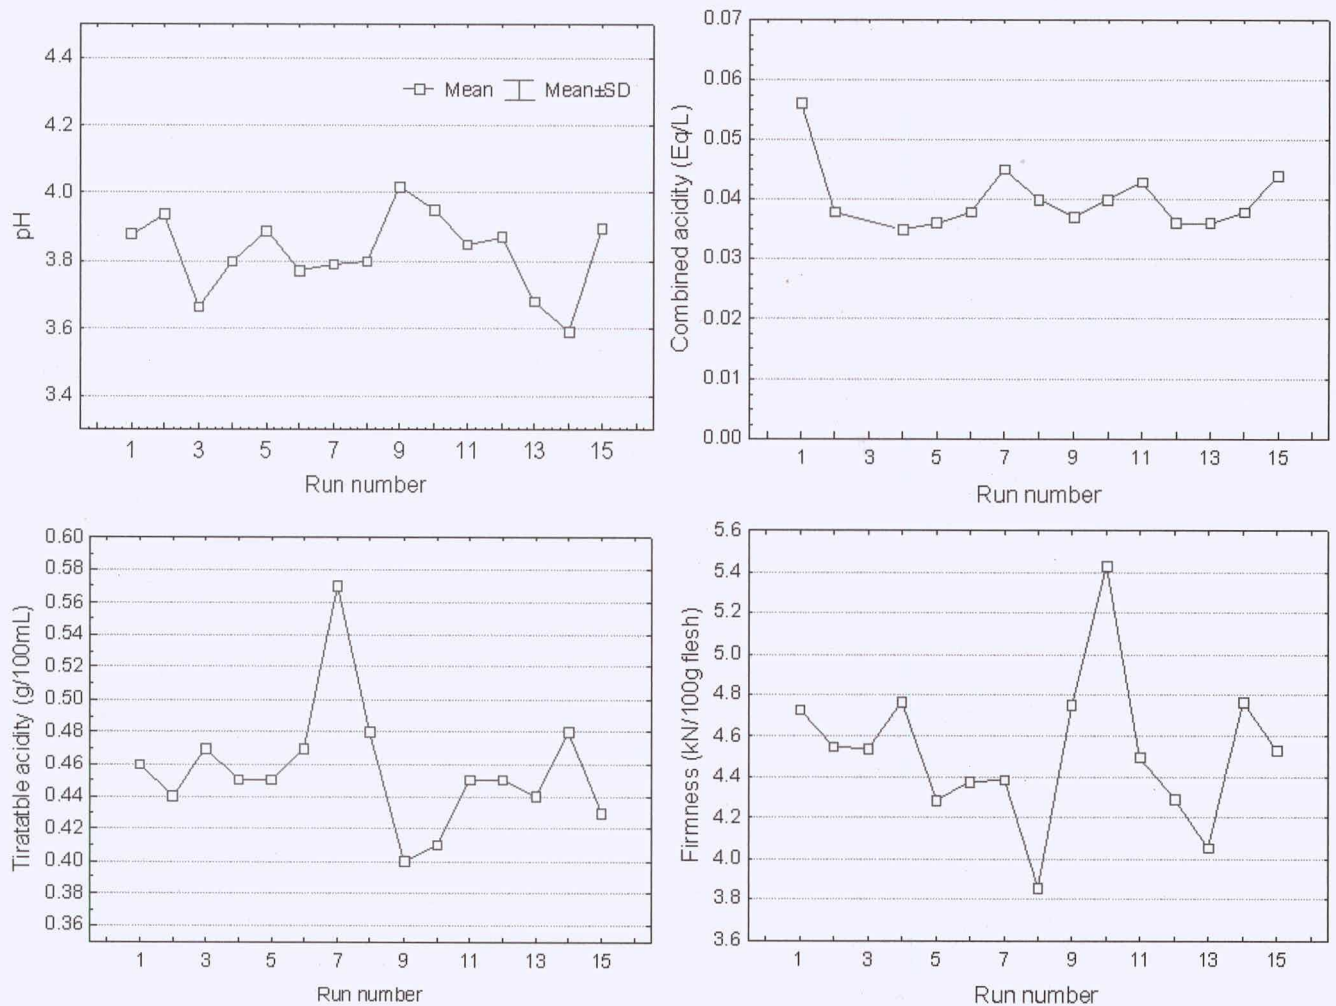 4.4
4.2
4.0
3.8
3.6
3.4
pH
Mean Mean±SD
1 3 5 7 9 11 13 15
Run number
0.07
0.06
0.05
0.04
0.03
0.02
0.01
0.00
Combined acidity (Eq/L)
1 3 5 7 9 11 13 15
Run number
0.60
0.58
0.56
0.54
0.52
0.50
0.48
0.46
0.44
0.42
0.40
0.38
0.36
Tiratatble acidity (g/100mL)
1 3 5 7 9 11 13 15
Run number
5.6
5.4
5.2
5.0
4.8
4.6
4.4
4.2
4.0
3.8
3.6
Firmness (kN/100g flesh)
1 3 5 7 9 11 13 15
Run number